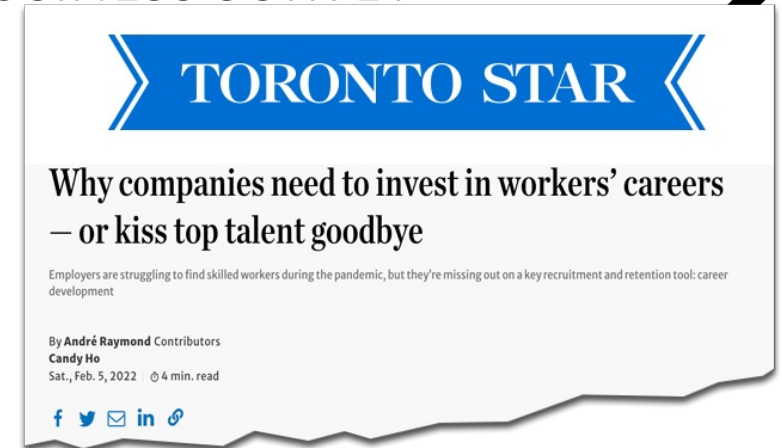 TORONTO STAR
Why companies need to invest in workers’ careers
– or kiss top talent goodbye
Employers are struggling to find skilled workers during the pandemic, but they're missing out on a key recruitment and retention tool: career
development
By André Raymond Contributors
Candy Ho
Sat., Feb. 5, 2022 4 min. read